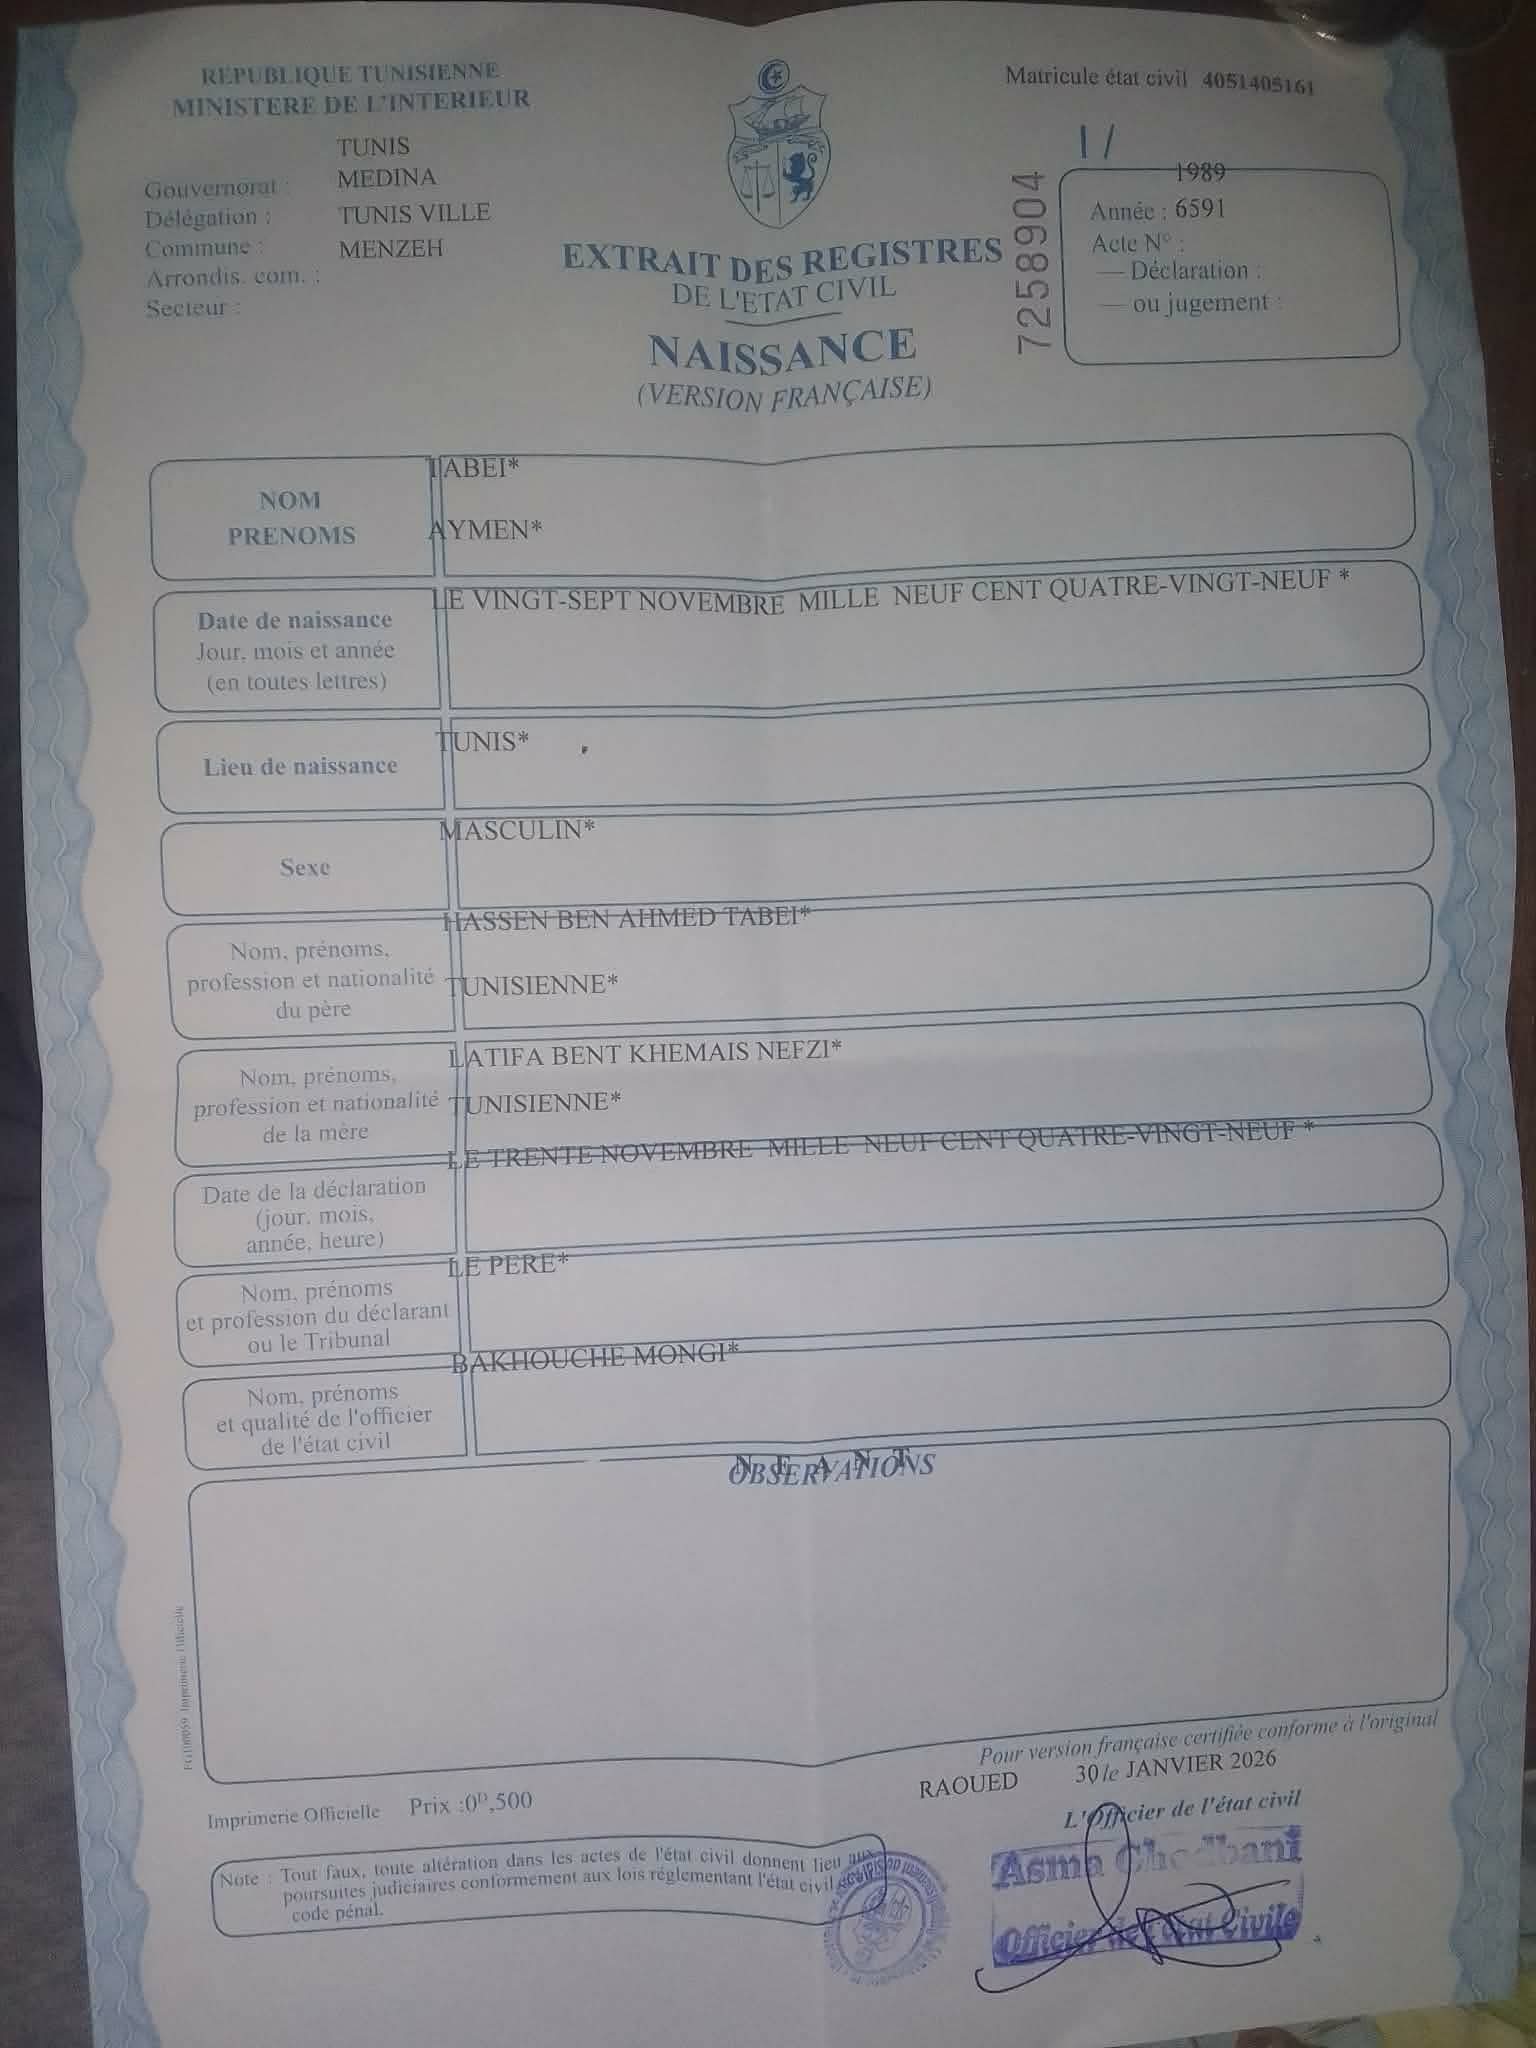 REPUBLIQUE TUNISIENNE
MINISTERE DE L'INTERIEUR
TUNIS
Gouvernorat : MEDINA
Délégation : TUNIS VILLE
Commune : MENZEH
Arrondis. com. :
Secteur :
EXTRAIT DES REGISTRES
DE L'ETAT CIVIL
NAISSANCE
(VERSION FRANÇAISE)
Matricule état civil 4051405161
1/
7258904
1989
Année : 6591
Acte N° :
— Déclaration :
— ou jugement :
NOM
PRENOMS
TABEI*
AYMEN*
Date de naissance
Jour, mois et année
(en toutes lettres)
LE VINGT-SEPT NOVEMBRE MILLE NEUF CENT QUATRE-VINGT-NEUF *
Lieu de naissance
TUNIS*
Sexe
MASCULIN*
Nom, prénoms,
profession et nationalité
du père
HASSEN BEN AHMED TABEI*
TUNISIENNE*
Nom, prénoms,
profession et nationalité
de la mère
LATIFA BENT KHEMAIS NEFZI*
TUNISIENNE*
Date de la déclaration
(jour, mois,
année, heure)
LE TRENTE NOVEMBRE MILLE NEUF CENT QUATRE-VINGT-NEUF *
Nom, prénoms
et profession du déclarant
ou le Tribunal
LE PERE*
Nom, prénoms
et qualité de l'officier
de l'état civil
BAKHOUCHE MONGI*
OBSERVATIONS
N E A N T
Imprimerie Officielle
Pour version française certifiée conforme à l'original
RAOUED 30 le JANVIER 2026
L'Officier de l'état civil
Imprimerie Officielle Prix :0ᴰ,500
Note : Tout faux, toute altération dans les actes de l'état civil donnent lieu aux
poursuites judiciaires conformement aux lois réglementant l'état civil
code pénal.
Asma Chedbani
Officier de l'état Civile